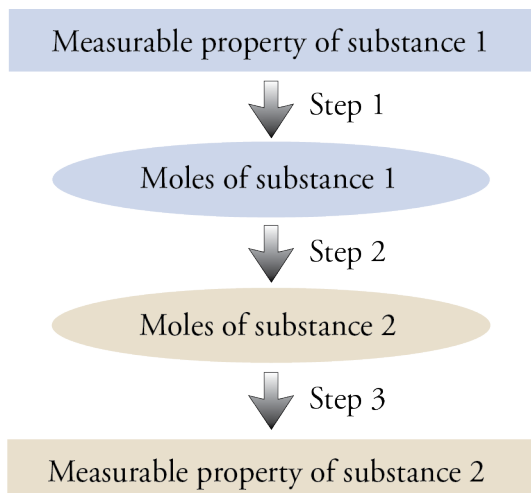 Measurable property of substance 1
Step 1
Moles of substance 1
Step 2
Moles of substance 2
Step 3
Measurable property of substance 2